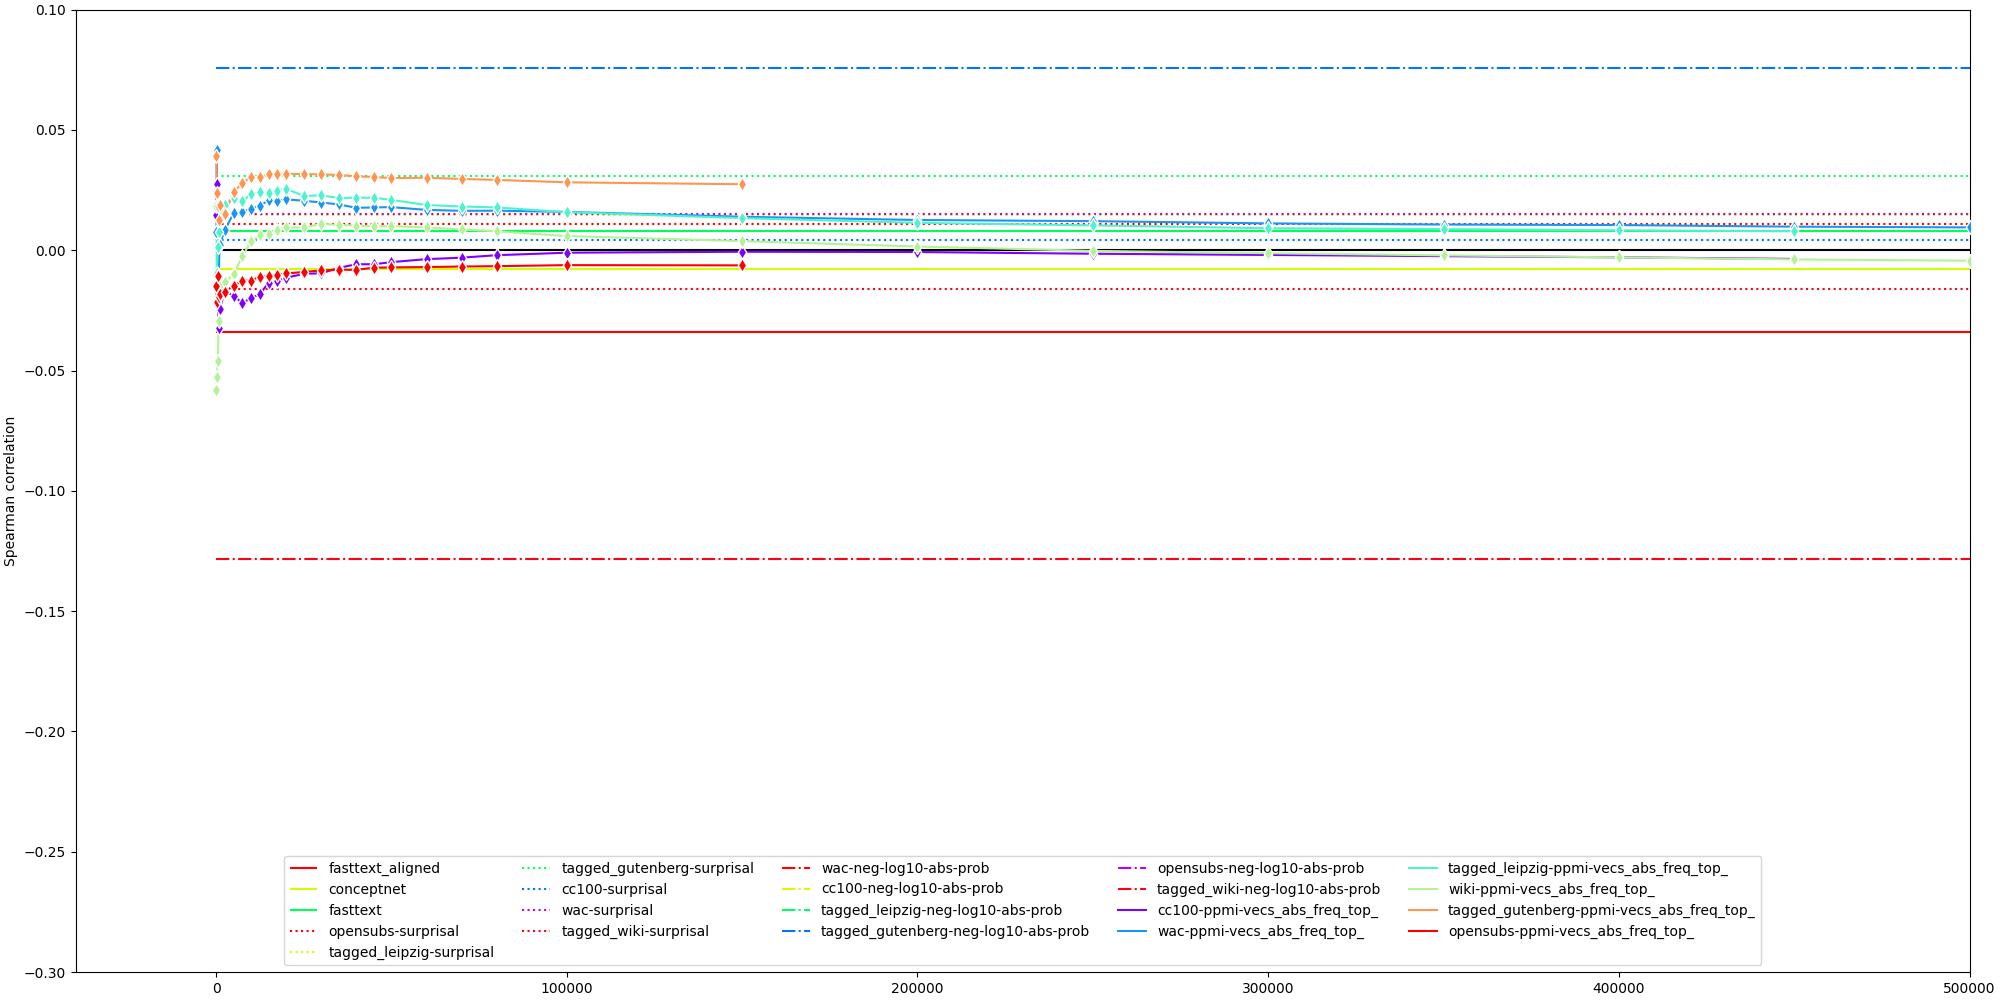 0.10
0.05
0.00
−0.05
−0.10
−0.15
−0.20
−0.25
−0.30
Spearman correlation
fasttext_aligned
conceptnet
fasttext
opensubs-surprisal
tagged_leipzig-surprisal
tagged_gutenberg-surprisal
cc100-surprisal
wac-surprisal
tagged_wiki-surprisal
wac-neg-log10-abs-prob
cc100-neg-log10-abs-prob
tagged_leipzig-neg-log10-abs-prob
tagged_gutenberg-neg-log10-abs-prob
opensubs-neg-log10-abs-prob
tagged_wiki-neg-log10-abs-prob
cc100-ppmi-vecs_abs_freq_top_
wac-ppmi-vecs_abs_freq_top_
tagged_leipzig-ppmi-vecs_abs_freq_top_
wiki-ppmi-vecs_abs_freq_top_
tagged_gutenberg-ppmi-vecs_abs_freq_top_
opensubs-ppmi-vecs_abs_freq_top_
0
100000
200000
300000
400000
500000